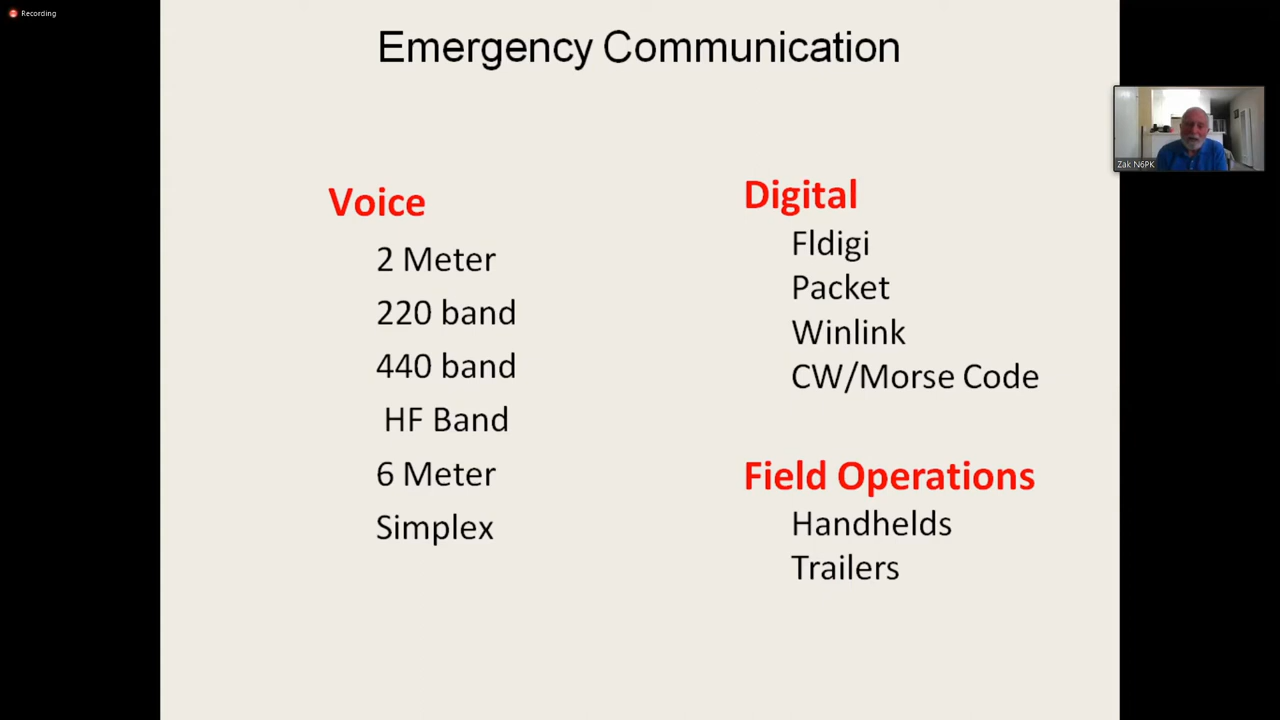 Recording
Emergency Communication
Voice
2 Meter
220 band
440 band
HF Band
6 Meter
Simplex
Digital
Fldigi
Packet
Winlink
CW/Morse Code
Field Operations
Handhelds
Trailers
Zak N6PK